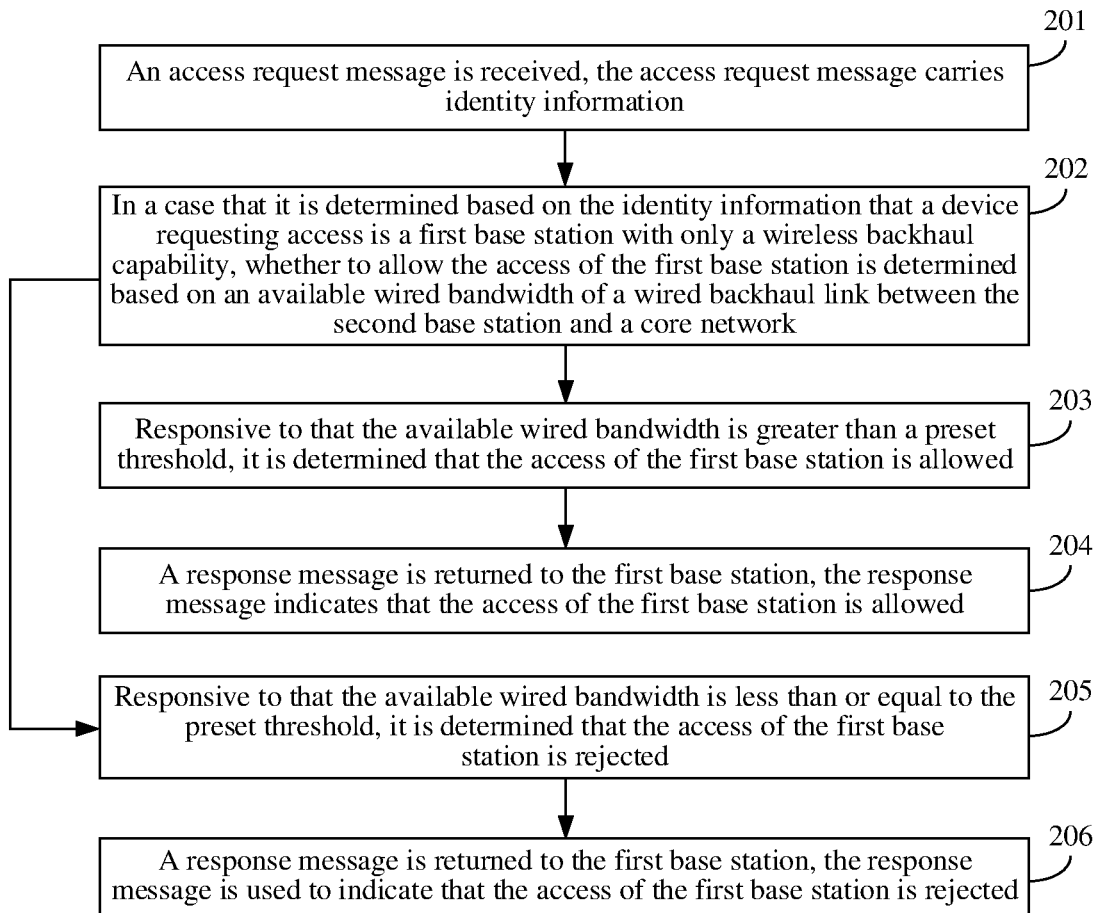 201
An access request message is received, the access request message carries
identity information
202
In a case that it is determined based on the identity information that a device
requesting access is a first base station with only a wireless backhaul
capability, whether to allow the access of the first base station is determined
based on an available wired bandwidth of a wired backhaul link between the
second base station and a core network
203
Responsive to that the available wired bandwidth is greater than a preset
threshold, it is determined that the access of the first base station is allowed
204
A response message is returned to the first base station, the response
message indicates that the access of the first base station is allowed
205
Responsive to that the available wired bandwidth is less than or equal to the
preset threshold, it is determined that the access of the first base
station is rejected
206
A response message is returned to the first base station, the response
message is used to indicate that the access of the first base station is rejected